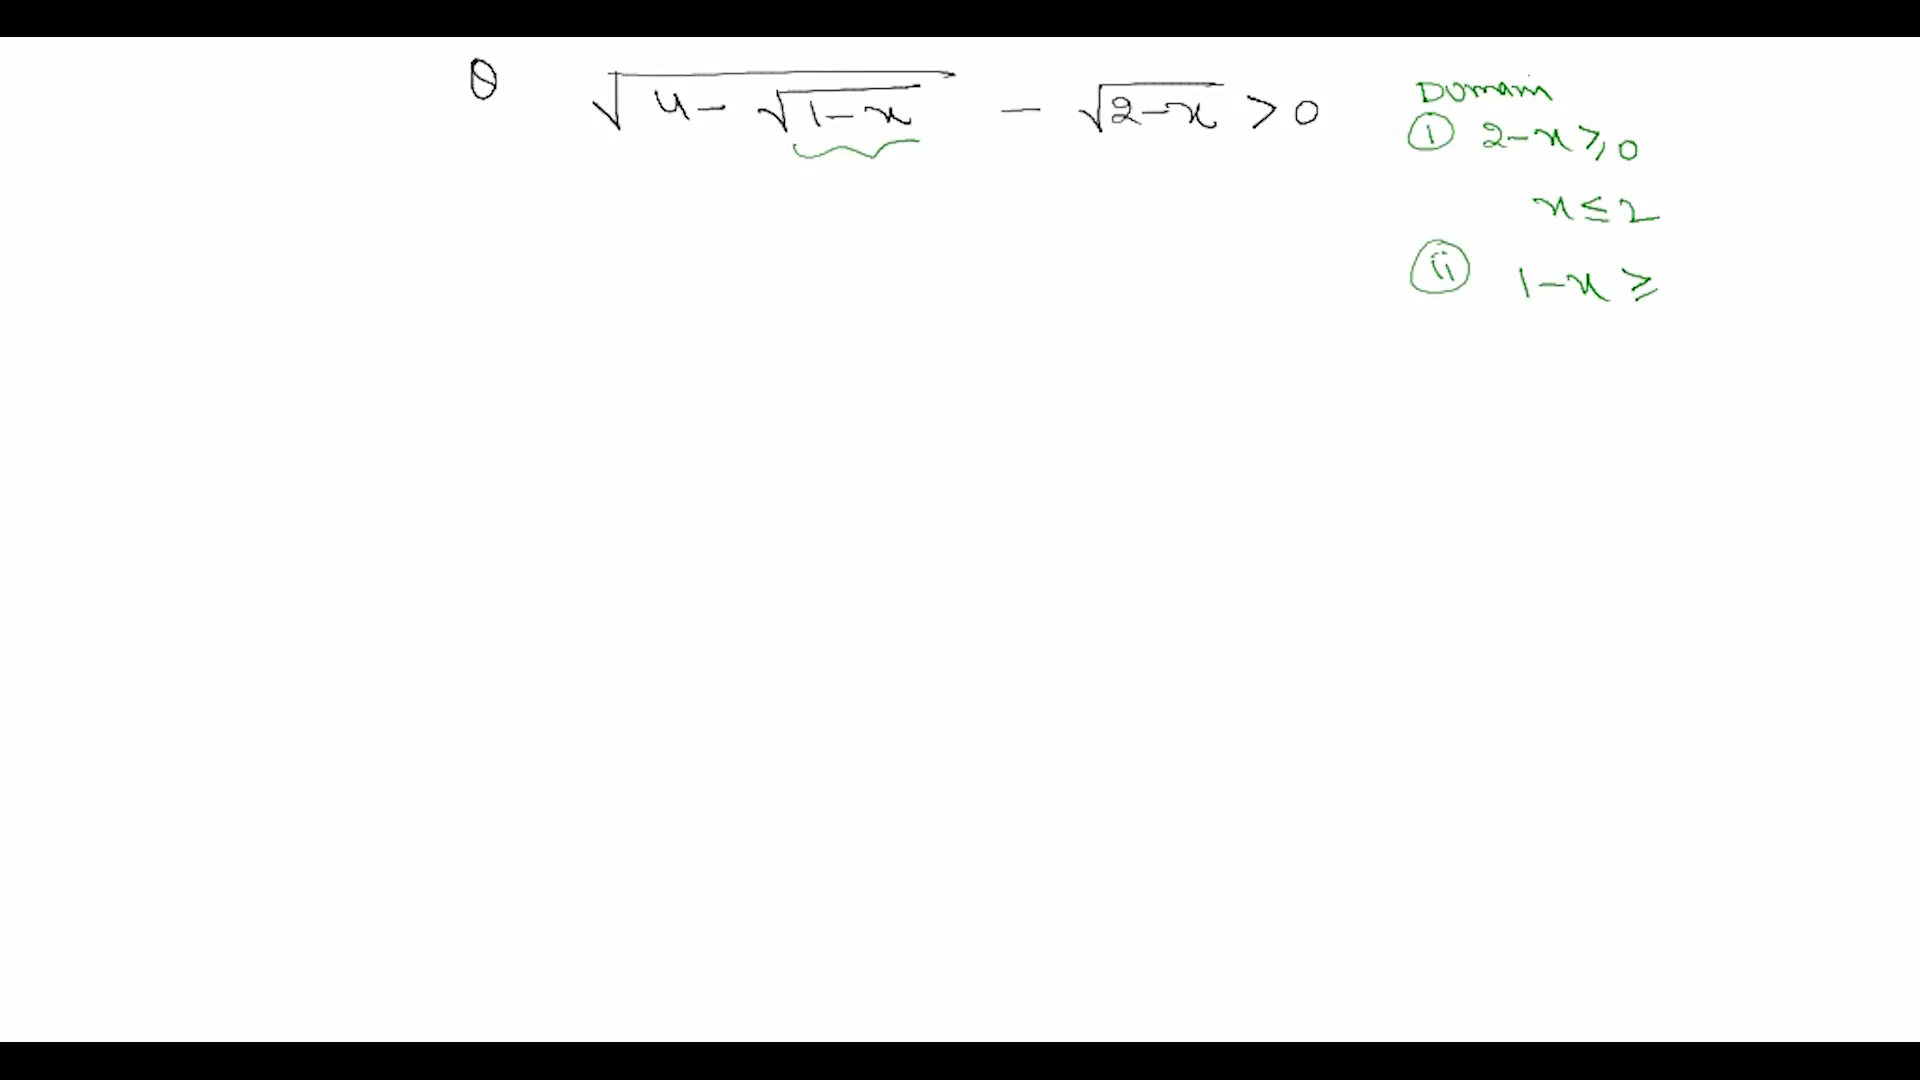 Q √(4-√(1-x)) - √(2-x) > 0
Domain
(i) 2-x ≥ 0
x ≤ 2
(ii) 1-x ≥